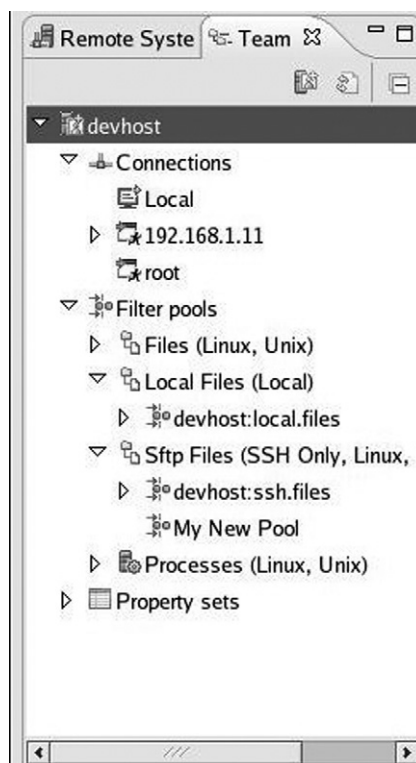 Remote Syste Team
devhost
Connections
Local
192.168.1.11
root
Filter pools
Files (Linux, Unix)
Local Files (Local)
devhost:local.files
Sftp Files (SSH Only, Linux,
devhost:ssh.files
My New Pool
Processes (Linux, Unix)
Property sets